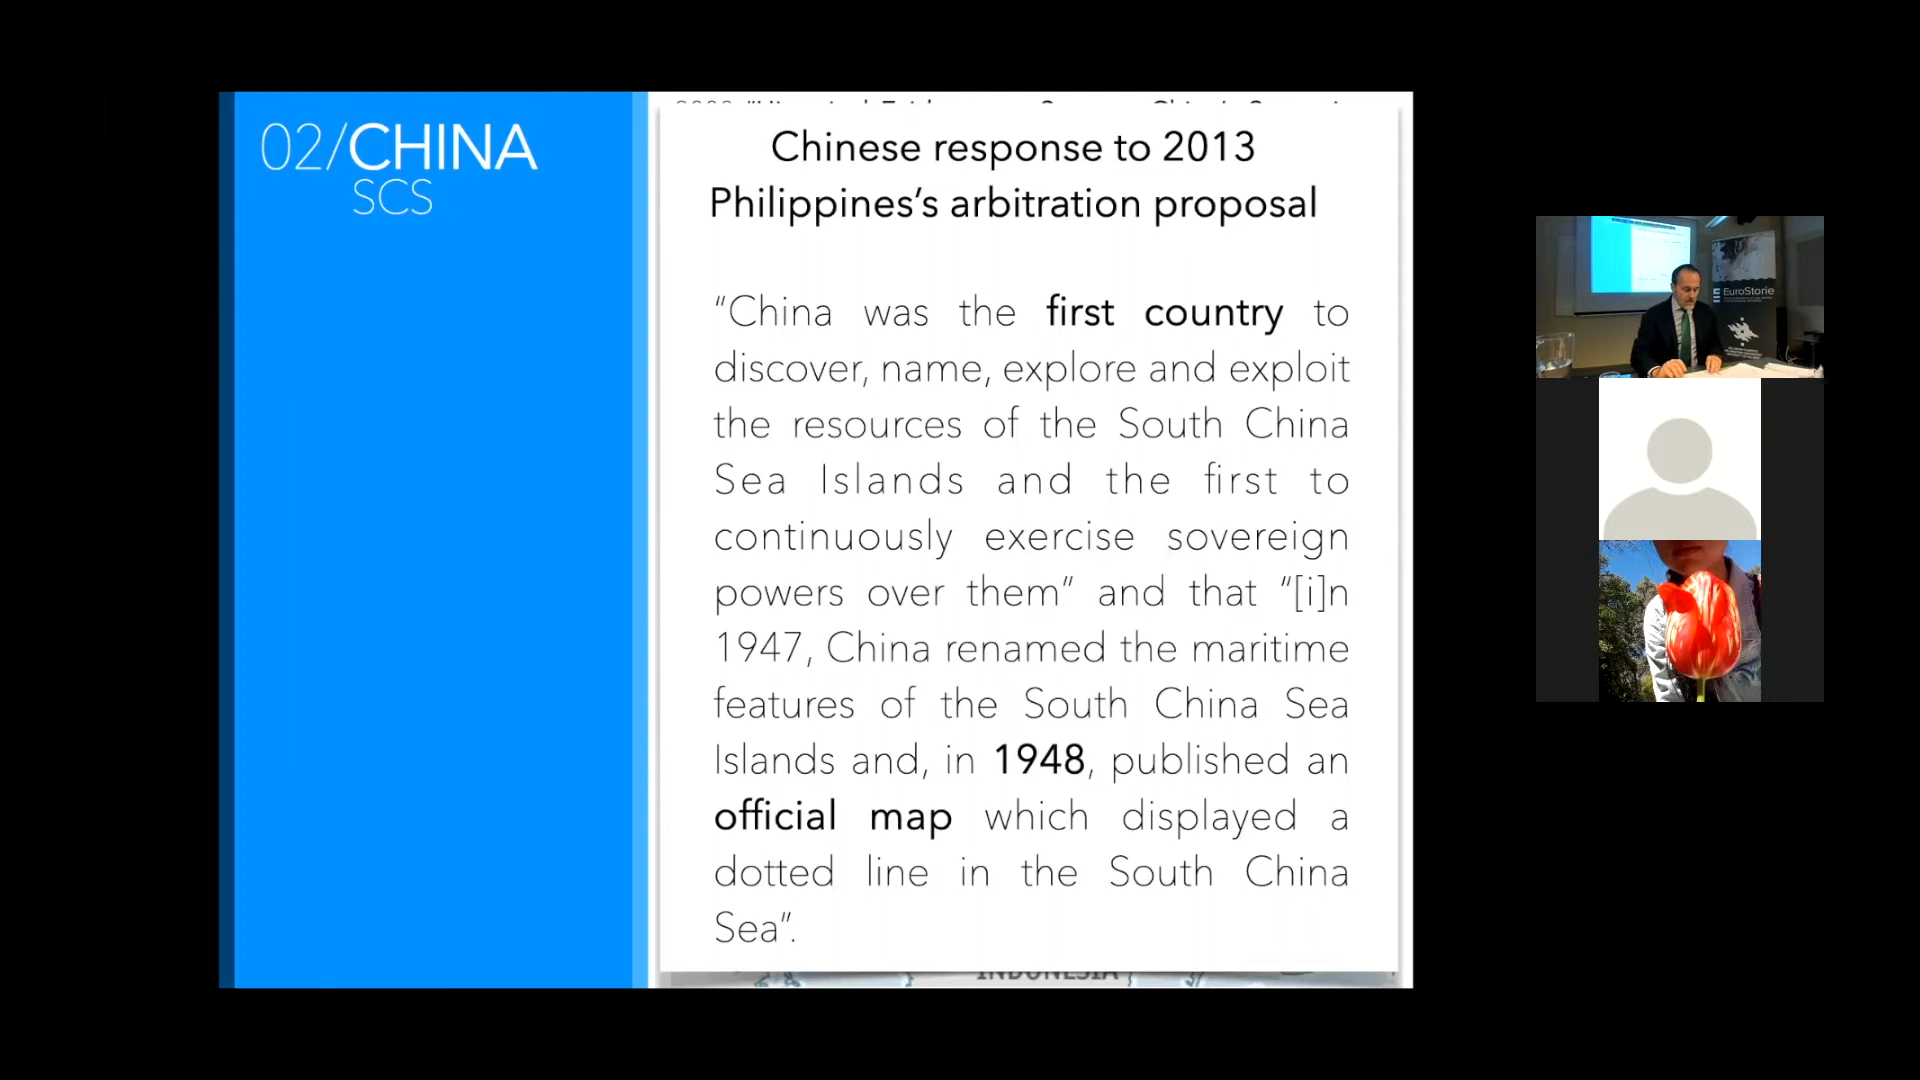 02/CHINA
SCS
Chinese response to 2013
Philippines’s arbitration proposal
“China was the first country to
discover, name, explore and exploit
the resources of the South China
Sea Islands and the first to
continuously exercise sovereign
powers over them” and that “[i]n
1947, China renamed the maritime
features of the South China Sea
Islands and, in 1948, published an
official map which displayed a
dotted line in the South China
Sea”.
INDONESIA
EuroStorie